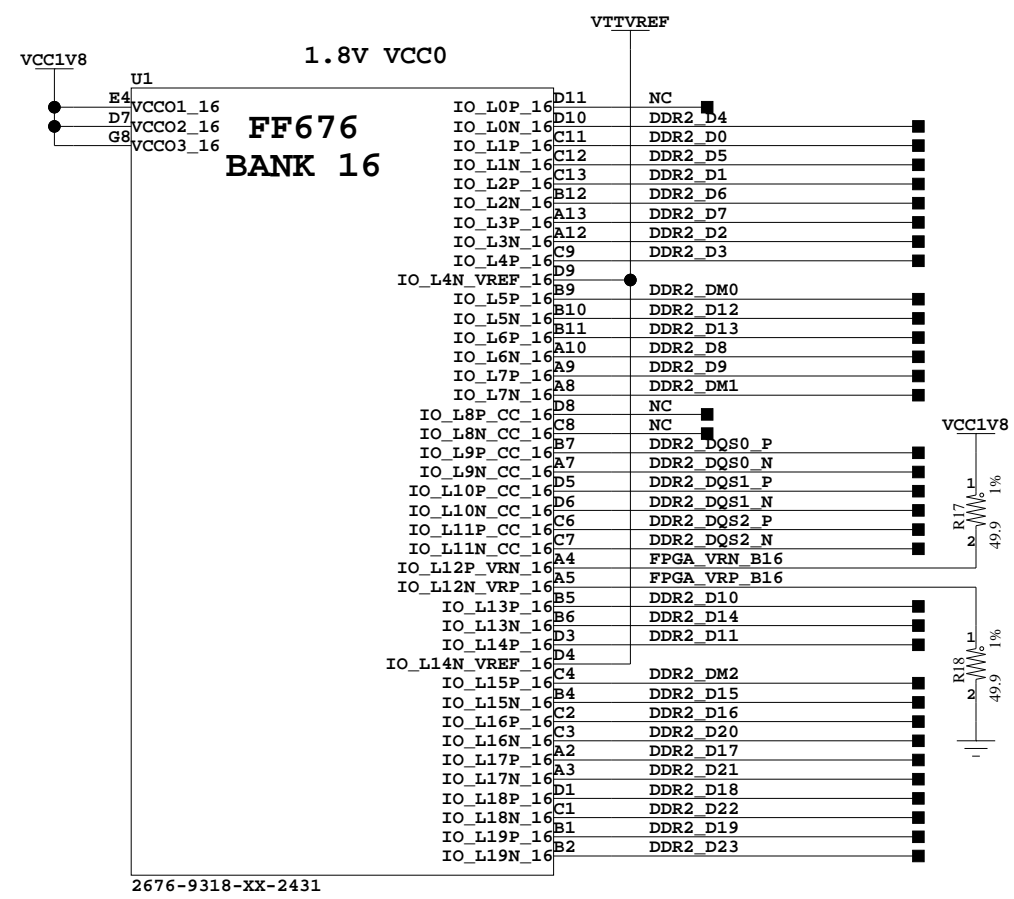 VTTVREF
VCC1V8
1.8V VCC0
U1
E4 VCCO1_16
D7 VCCO2_16
G8 VCCO3_16
FF676
BANK 16
IO_L0P_16 D11 NC
IO_L0N_16 D10 DDR2_D4
IO_L1P_16 C11 DDR2_D0
IO_L1N_16 C12 DDR2_D5
IO_L2P_16 C13 DDR2_D1
IO_L2N_16 B12 DDR2_D6
IO_L3P_16 A13 DDR2_D7
IO_L3N_16 A12 DDR2_D2
IO_L4P_16 C9 DDR2_D3
IO_L4N_VREF_16 D9
IO_L5P_16 B9 DDR2_DM0
IO_L5N_16 B10 DDR2_D12
IO_L6P_16 B11 DDR2_D13
IO_L6N_16 A10 DDR2_D8
IO_L7P_16 A9 DDR2_D9
IO_L7N_16 A8 DDR2_DM1
IO_L8P_CC_16 D8 NC
IO_L8N_CC_16 C8 NC
IO_L9P_CC_16 B7 DDR2_DQS0_P
IO_L9N_CC_16 A7 DDR2_DQS0_N
IO_L10P_CC_16 D5 DDR2_DQS1_P
IO_L10N_CC_16 D6 DDR2_DQS1_N
IO_L11P_CC_16 C6 DDR2_DQS2_P
IO_L11N_CC_16 C7 DDR2_DQS2_N
IO_L12P_VRN_16 A4 FPGA_VRN_B16
IO_L12N_VRP_16 A5 FPGA_VRP_B16
IO_L13P_16 B5 DDR2_D10
IO_L13N_16 B6 DDR2_D14
IO_L14P_16 D3 DDR2_D11
IO_L14N_VREF_16 D4
IO_L15P_16 C4 DDR2_DM2
IO_L15N_16 B4 DDR2_D15
IO_L16P_16 C2 DDR2_D16
IO_L16N_16 C3 DDR2_D20
IO_L17P_16 A2 DDR2_D17
IO_L17N_16 A3 DDR2_D21
IO_L18P_16 D1 DDR2_D18
IO_L18N_16 C1 DDR2_D22
IO_L19P_16 B1 DDR2_D19
IO_L19N_16 B2 DDR2_D23
VCC1V8
1
R17
2
49.9 1%
1
R18
2
49.9 1%
2676-9318-XX-2431